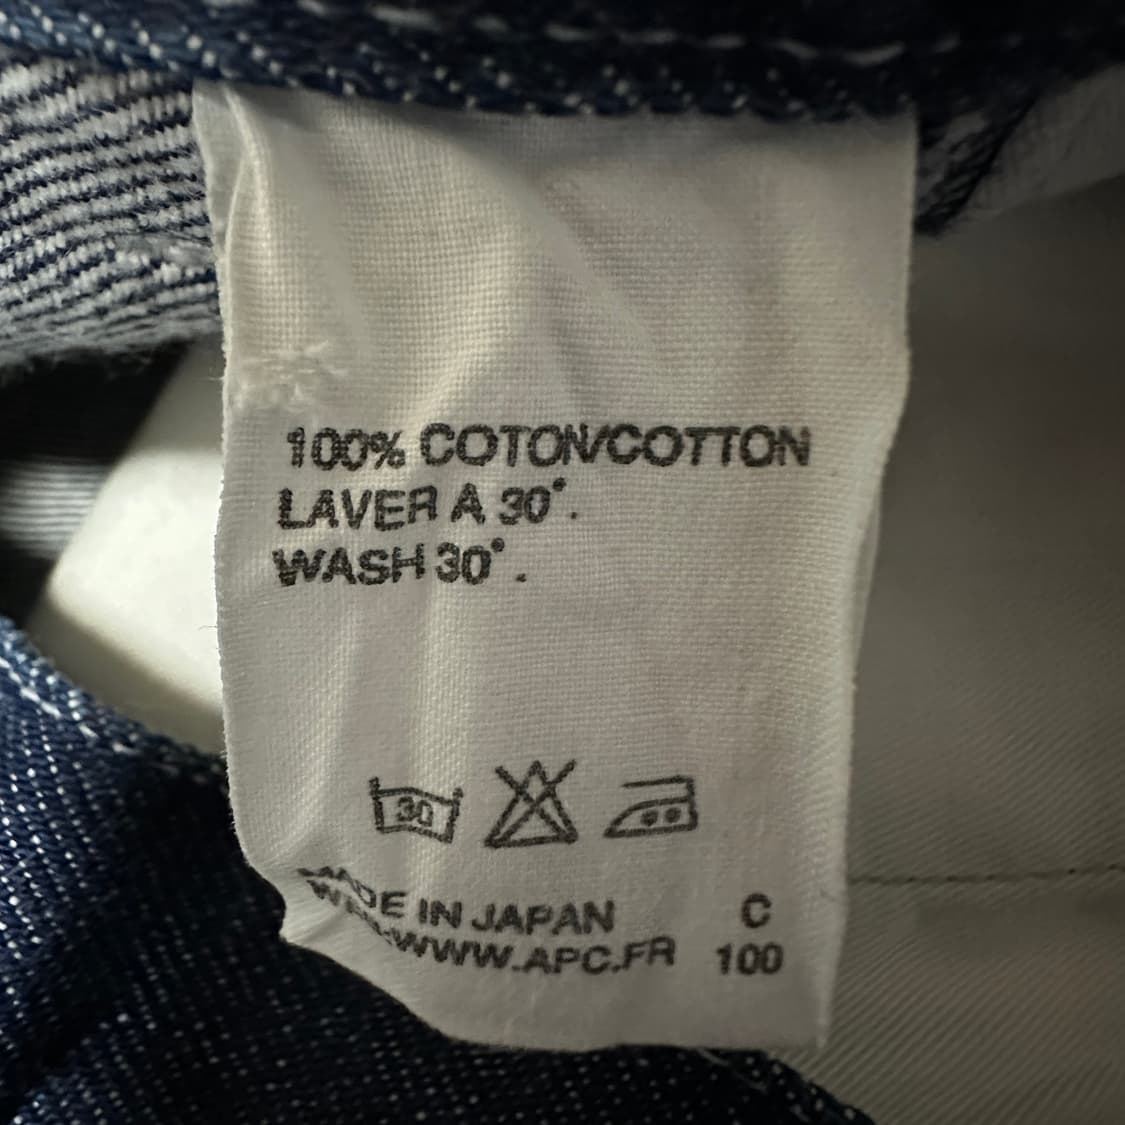 100% COTON/COTTON
LAVER A 30°.
WASH 30°.
30
MADE IN JAPAN C
WWW.APC.FR 100